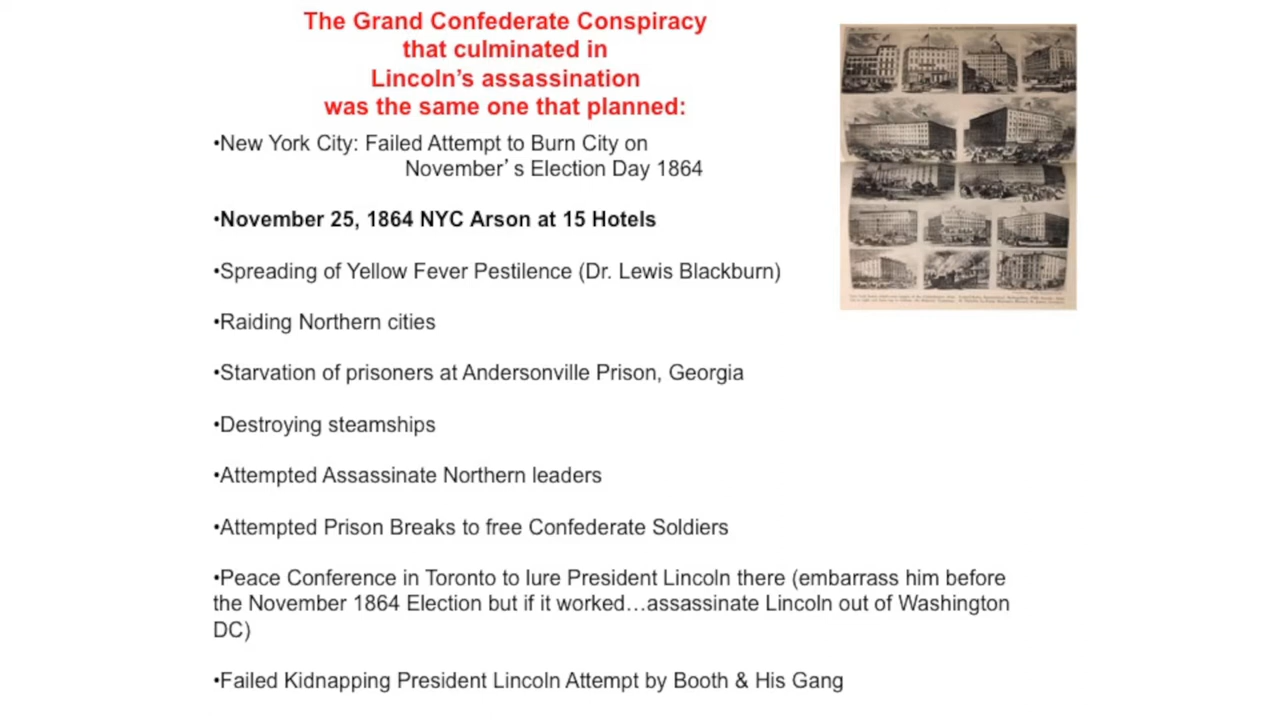 The Grand Confederate Conspiracy
that culminated in
Lincoln's assassination
was the same one that planned:
•New York City: Failed Attempt to Burn City on
November's Election Day 1864
•November 25, 1864 NYC Arson at 15 Hotels
•Spreading of Yellow Fever Pestilence (Dr. Lewis Blackburn)
•Raiding Northern cities
•Starvation of prisoners at Andersonville Prison, Georgia
•Destroying steamships
•Attempted Assassinate Northern leaders
•Attempted Prison Breaks to free Confederate Soldiers
•Peace Conference in Toronto to lure President Lincoln there (embarrass him before
the November 1864 Election but if it worked…assassinate Lincoln out of Washington
DC)
•Failed Kidnapping President Lincoln Attempt by Booth & His Gang